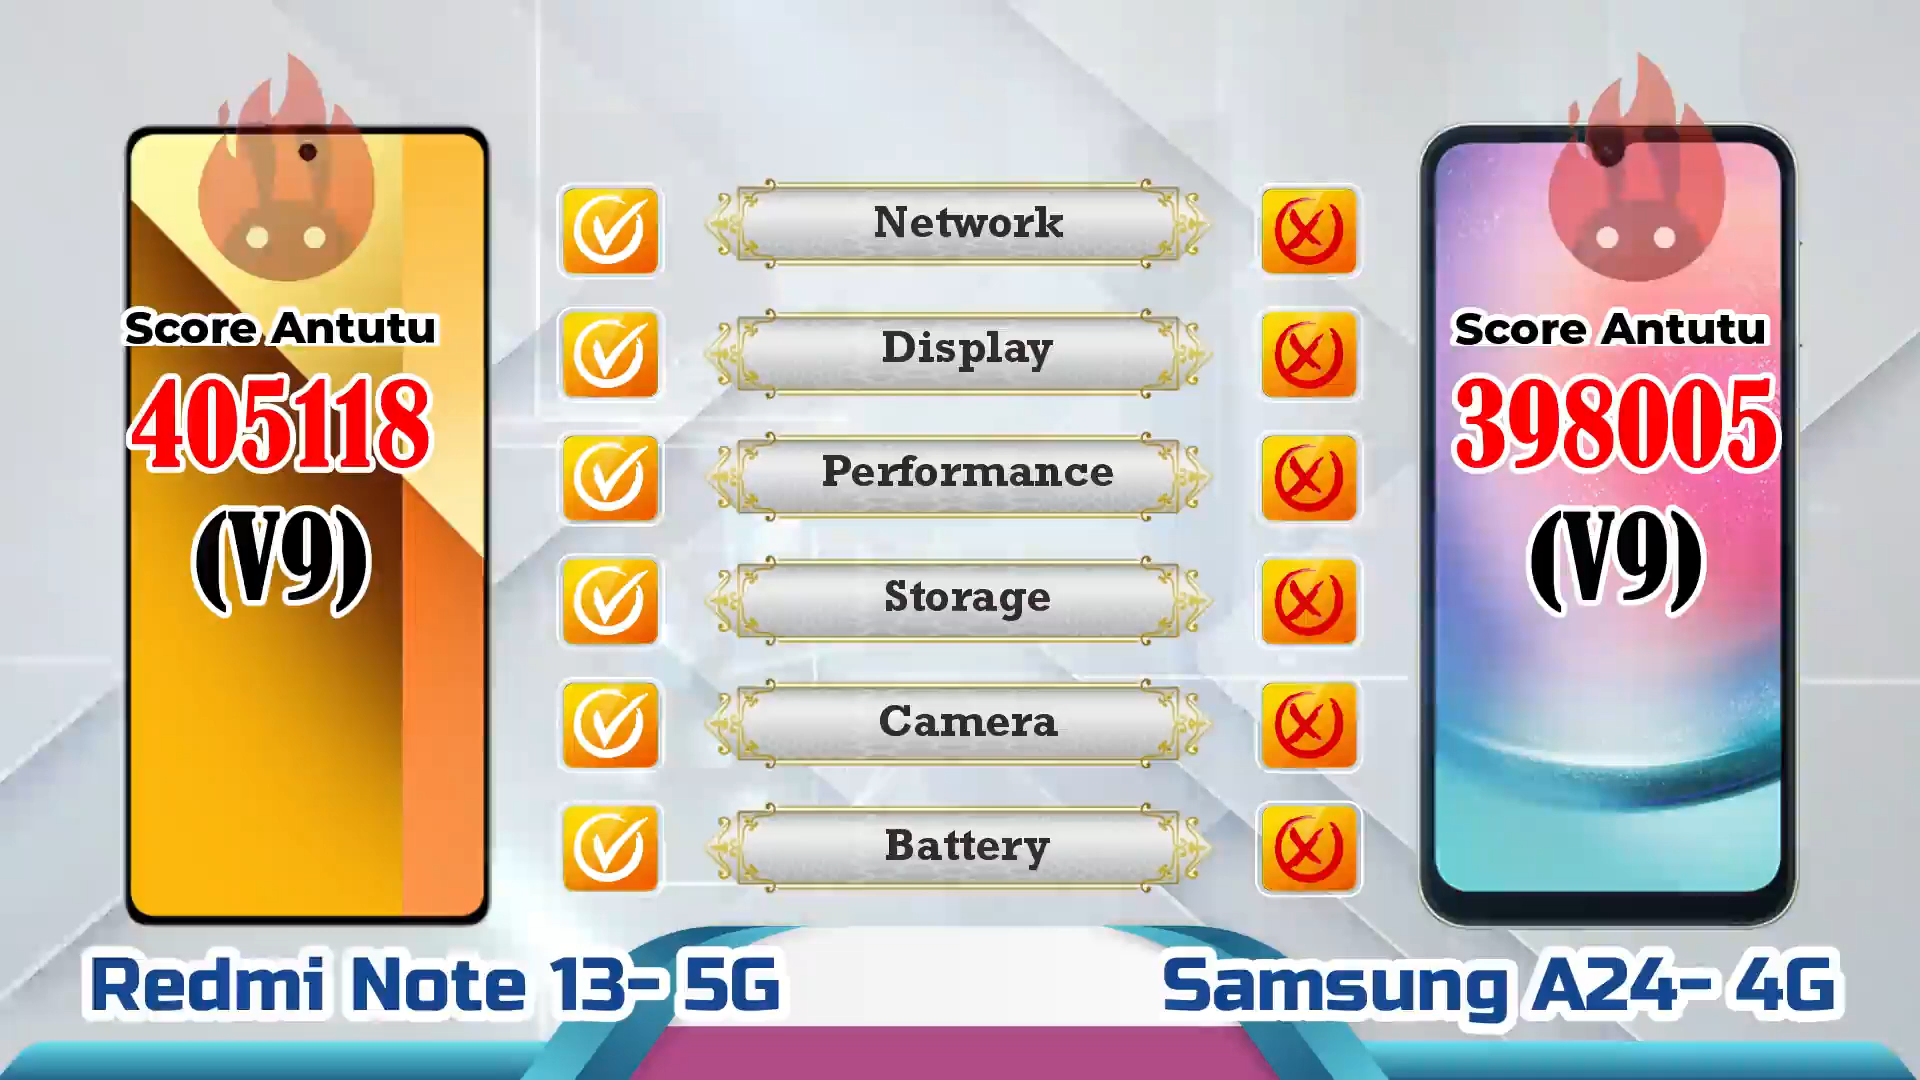 Score Antutu
405118
(V9)
Network
Display
Performance
Storage
Camera
Battery
Score Antutu
398005
(V9)
Redmi Note 13- 5G
Samsung A24- 4G